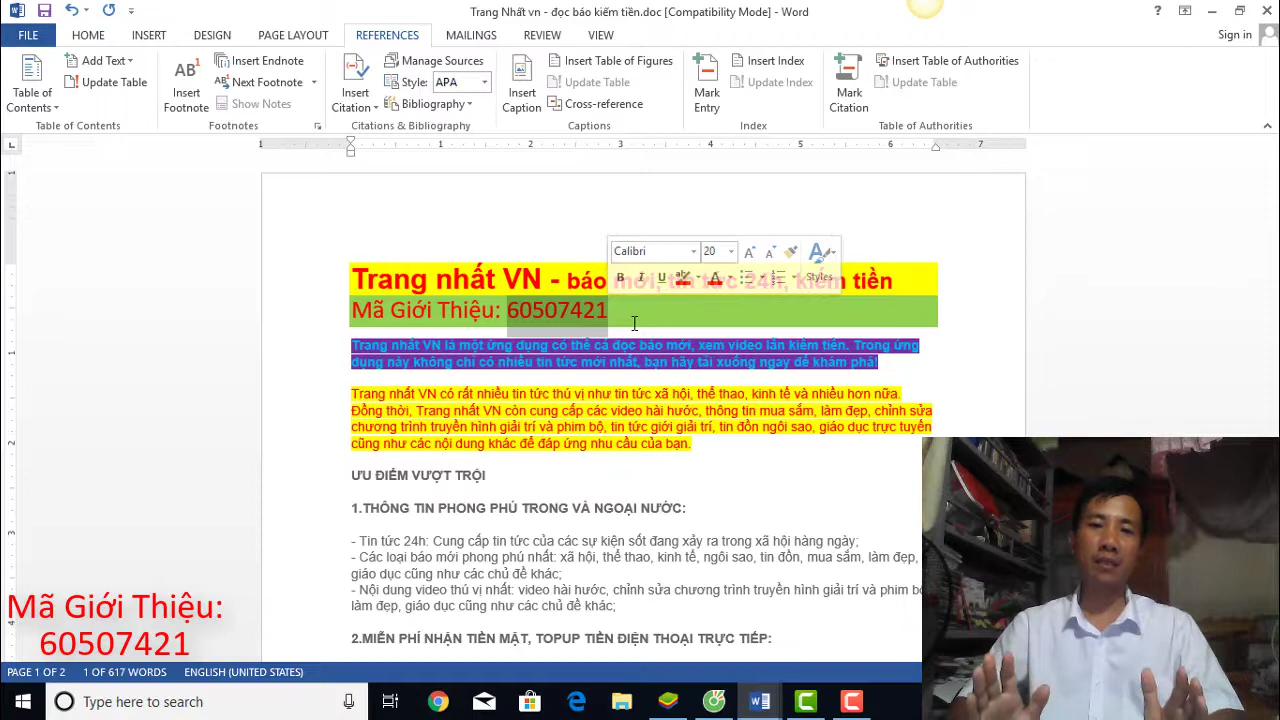 Trang Nhất vn - đọc báo kiếm tiền.doc [Compatibility Mode] - Word
?
Sign in
FILE HOME INSERT DESIGN PAGE LAYOUT REFERENCES MAILINGS REVIEW VIEW
Table of Contents
Add Text
Update Table
Table of Contents
AB1
Insert Footnote
Insert Endnote
Next Footnote
Show Notes
Footnotes
Insert Citation
Manage Sources
Style: APA
Bibliography
Citations & Bibliography
Insert Caption
Insert Table of Figures
Update Table
Cross-reference
Captions
Mark Entry
Insert Index
Update Index
Index
Mark Citation
Insert Table of Authorities
Update Table
Table of Authorities
1 1 2 3 4 5 6 7
Calibri 20
B I U Styles
Trang nhất VN - báo mới, tin tức 24h, kiếm tiền
Mã Giới Thiệu: 60507421
Trang nhất VN là một ứng dụng có thể cả đọc báo mới, xem video lẫn kiếm tiền. Trong ứng
dụng này không chỉ có nhiều tin tức mới nhất, bạn hãy tải xuống ngay để khám phá!
Trang nhất VN có rất nhiều tin tức thú vị như tin tức xã hội, thể thao, kinh tế và nhiều hơn nữa.
Đồng thời, Trang nhất VN còn cung cấp các video hài hước, thông tin mua sắm, làm đẹp, chỉnh sửa
chương trình truyền hình giải trí và phim bộ, tin tức giới giải trí, tin đồn ngôi sao, giáo dục trực tuyến
cũng như các nội dung khác để đáp ứng nhu cầu của bạn.
ƯU ĐIỂM VƯỢT TRỘI
1.THÔNG TIN PHONG PHÚ TRONG VÀ NGOẠI NƯỚC:
- Tin tức 24h: Cung cấp tin tức của các sự kiện sốt đang xảy ra trong xã hội hàng ngày;
- Các loại báo mới phong phú nhất: xã hội, thể thao, kinh tế, ngôi sao, tin đồn, mua sắm, làm đẹp,
giáo dục cũng như các chủ đề khác;
- Nội dung video thú vị nhất: video hài hước, chỉnh sửa chương trình truyền hình giải trí và phim
làm đẹp, giáo dục cũng như các chủ đề khác;
2.MIỄN PHÍ NHẬN TIỀN MẶT, TOPUP TIỀN ĐIỆN THOẠI TRỰC TIẾP:
Mã Giới Thiệu:
60507421
PAGE 1 OF 2 1 OF 617 WORDS ENGLISH (UNITED STATES)
Type here to search